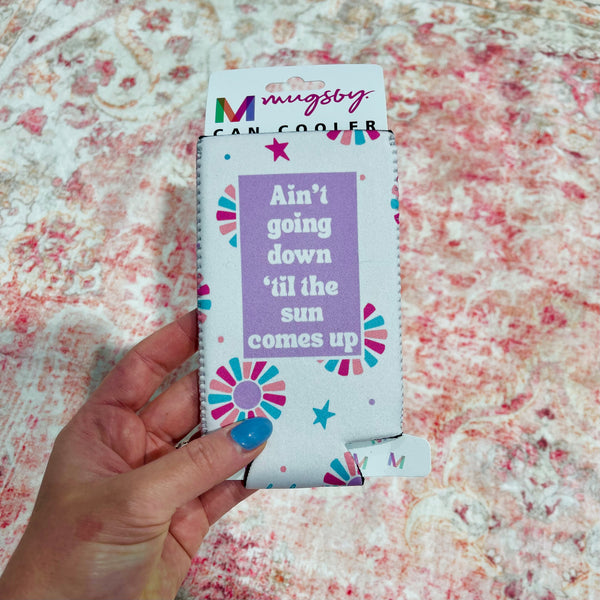 M mugsby.
CAN COOLER
Ain't
going
down
'til the
sun
comes up
M M